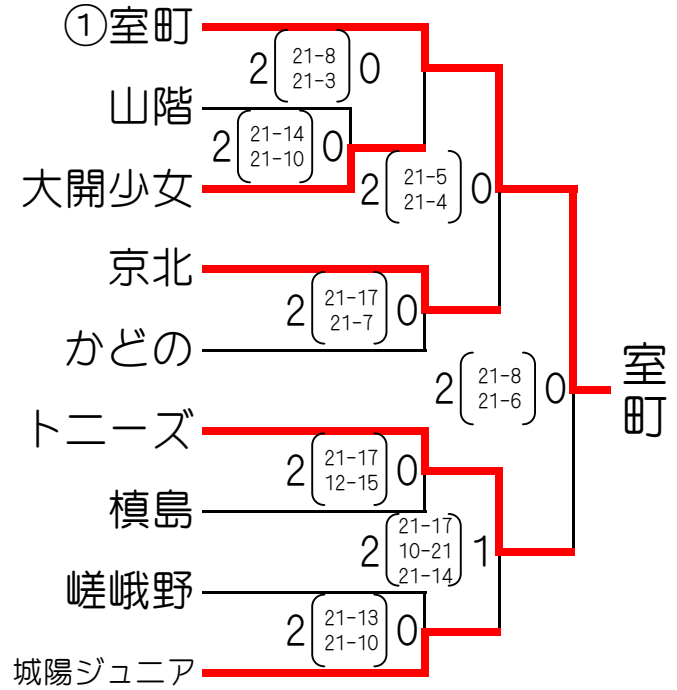 ①室町
2 21-8 0
21-3
山階
2 21-14 0
21-10
大開少女
2 21-5 0
21-4
京北
2 21-17 0
21-7
かどの
2 21-8 0
21-6
室町
トニーズ
2 21-17 0
12-15
槙島
2 21-17 1
10-21
21-14
嵯峨野
2 21-13 0
21-10
城陽ジュニア